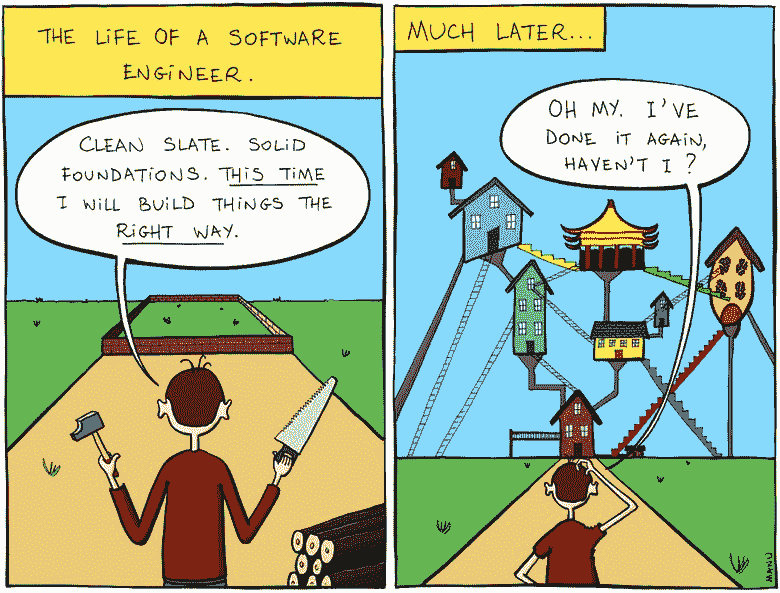 THE LIFE OF A SOFTWARE
ENGINEER.
CLEAN SLATE. SOLID
FOUNDATIONS. THIS TIME
I WILL BUILD THINGS THE
RIGHT WAY.
MUCH LATER...
OH MY. I'VE
DONE IT AGAIN,
HAVEN'T I ?
MANU